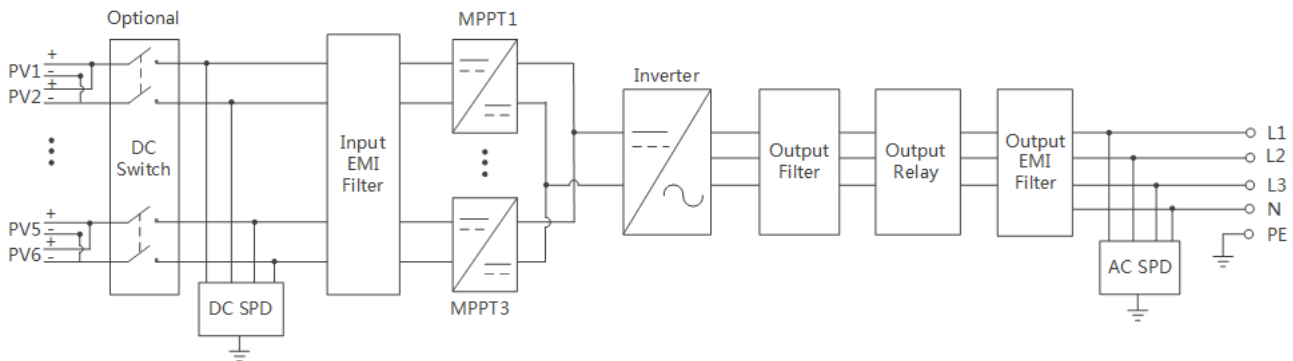 Optional
MPPT1
+
PV1 -
+
PV2 -
DC
Switch
Input
EMI
Filter
Inverter
Output
Filter
Output
Relay
Output
EMI
Filter
L1
L2
L3
N
PE
+
PV5 -
+
PV6 -
DC SPD
MPPT3
AC SPD